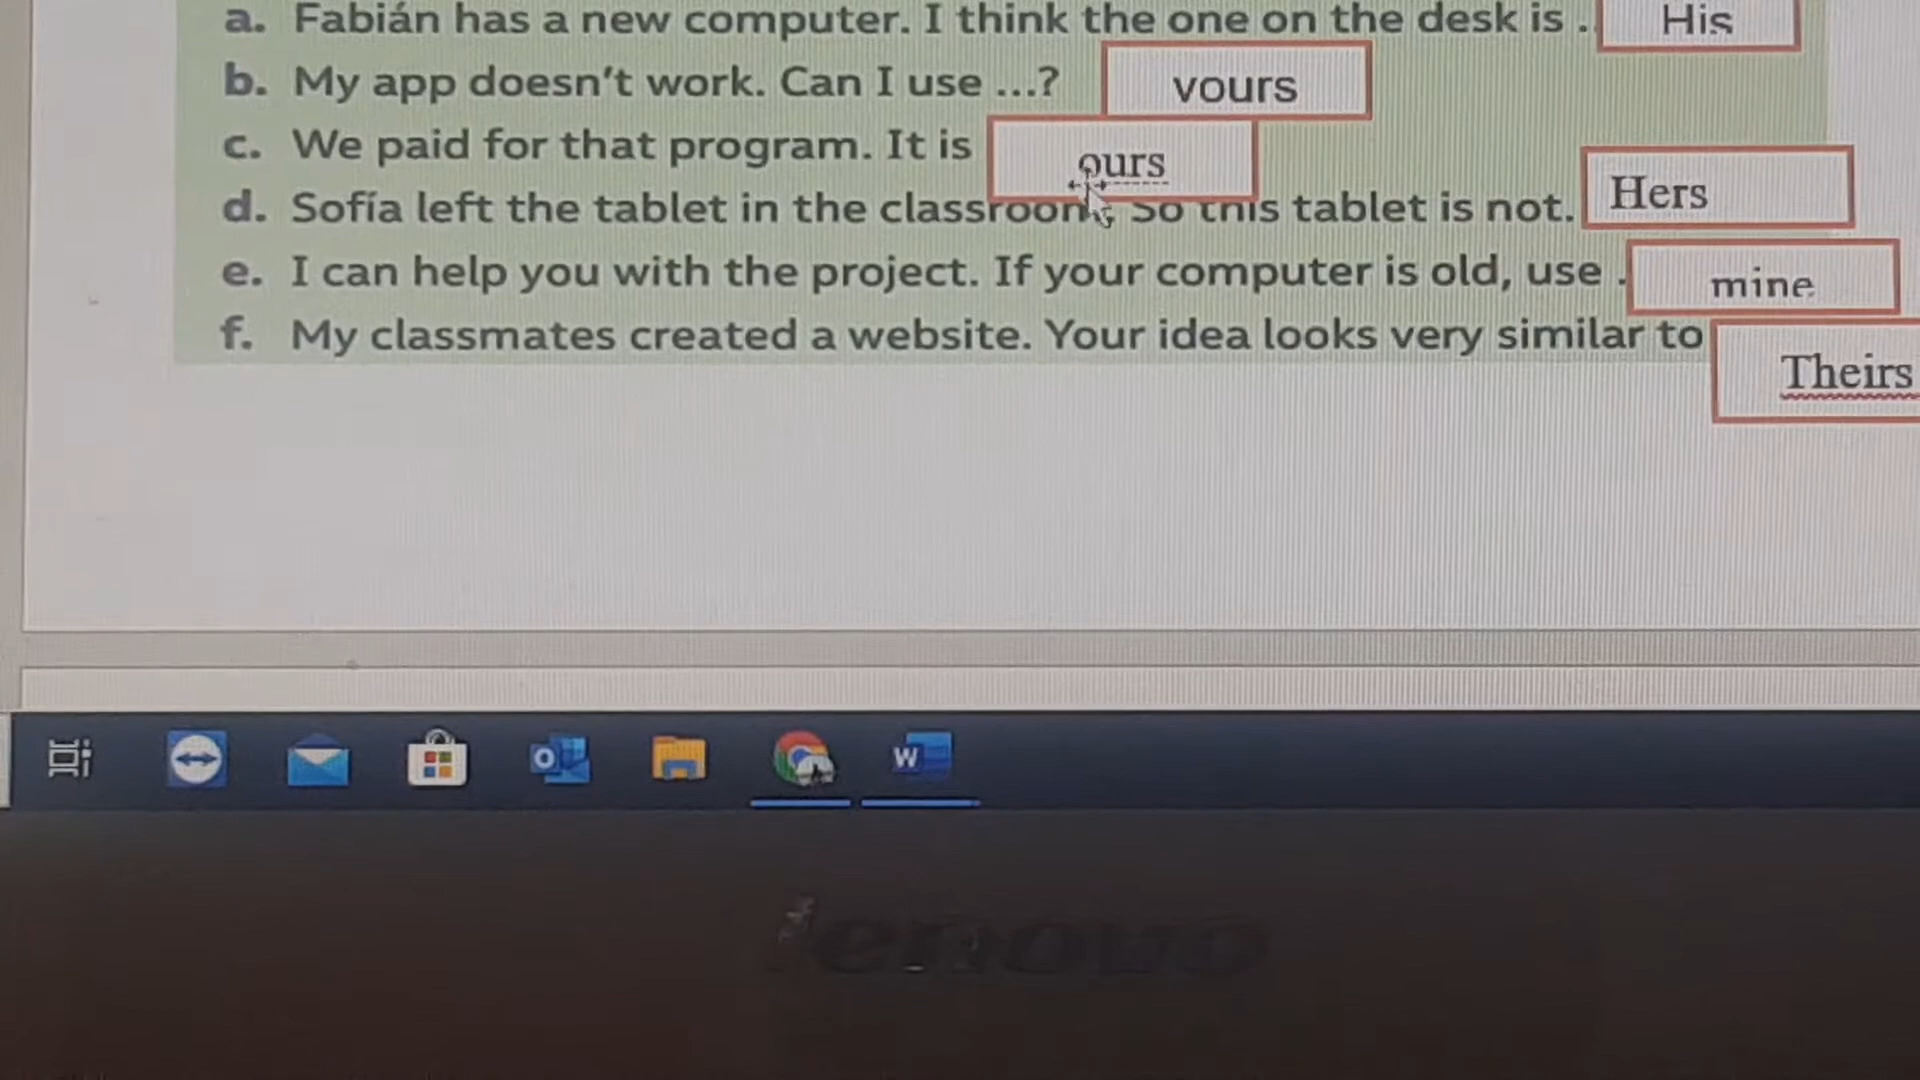 a. Fabián has a new computer. I think the one on the desk is . His
b. My app doesn't work. Can I use ...? yours
c. We paid for that program. It is ours
d. Sofía left the tablet in the classroom. So this tablet is not. Hers
e. I can help you with the project. If your computer is old, use . mine
f. My classmates created a website. Your idea looks very similar to Theirs
O W
lenovo